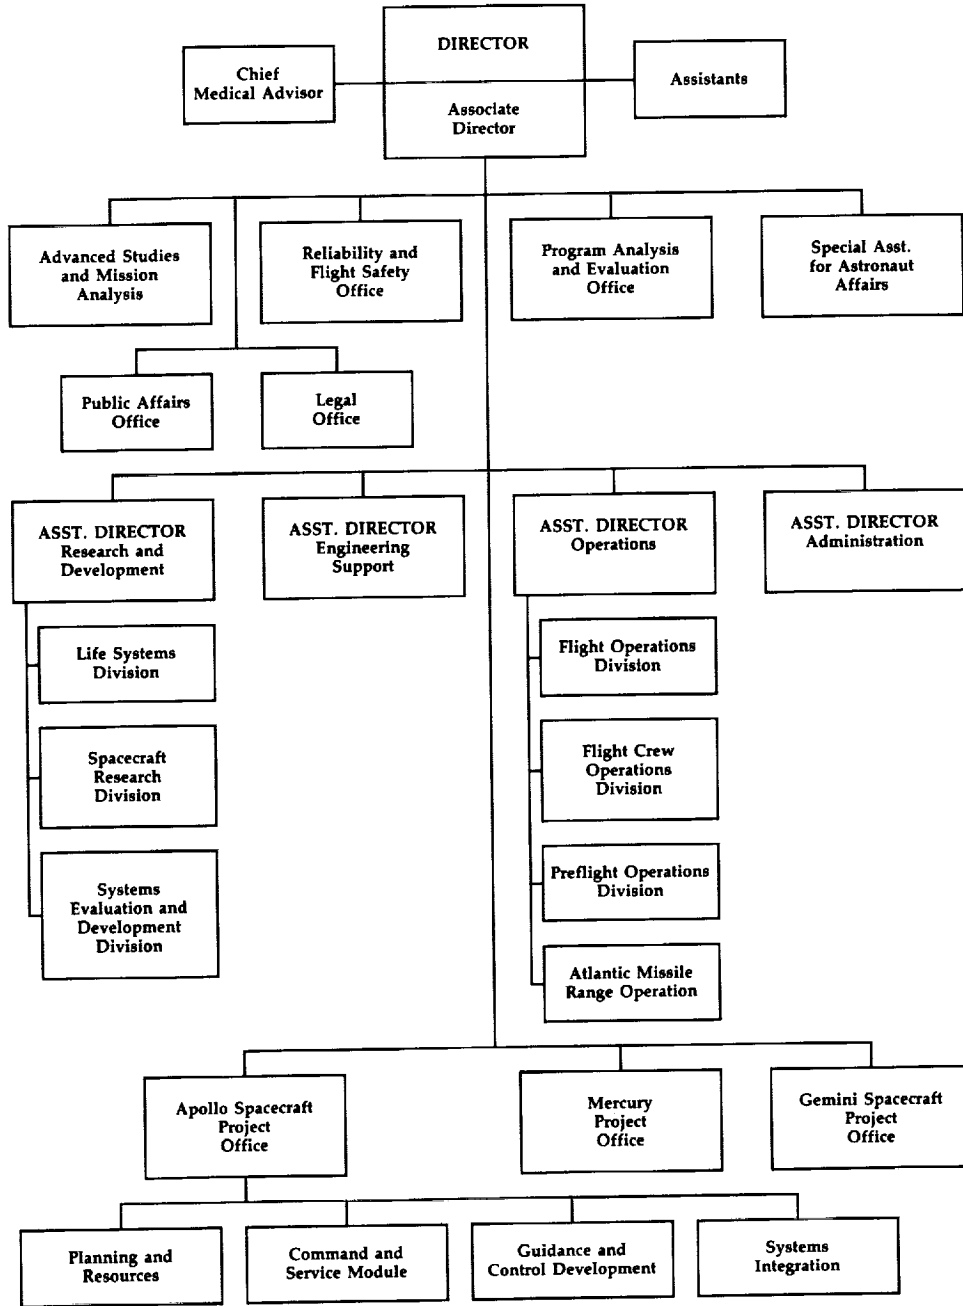 DIRECTOR
Chief
Medical Advisor
Assistants
Associate
Director
Advanced Studies
and Mission
Analysis
Reliability and
Flight Safety
Office
Program Analysis
and Evaluation
Office
Special Asst.
for Astronaut
Affairs
Public Affairs
Office
Legal
Office
ASST. DIRECTOR
Research and
Development
ASST. DIRECTOR
Engineering
Support
ASST. DIRECTOR
Operations
ASST. DIRECTOR
Administration
Life Systems
Division
Spacecraft
Research
Division
Systems
Evaluation and
Development
Division
Flight Operations
Division
Flight Crew
Operations
Division
Preflight Operations
Division
Atlantic Missile
Range Operation
Apollo Spacecraft
Project
Office
Mercury
Project
Office
Gemini Spacecraft
Project
Office
Planning and
Resources
Command and
Service Module
Guidance and
Control Development
Systems
Integration